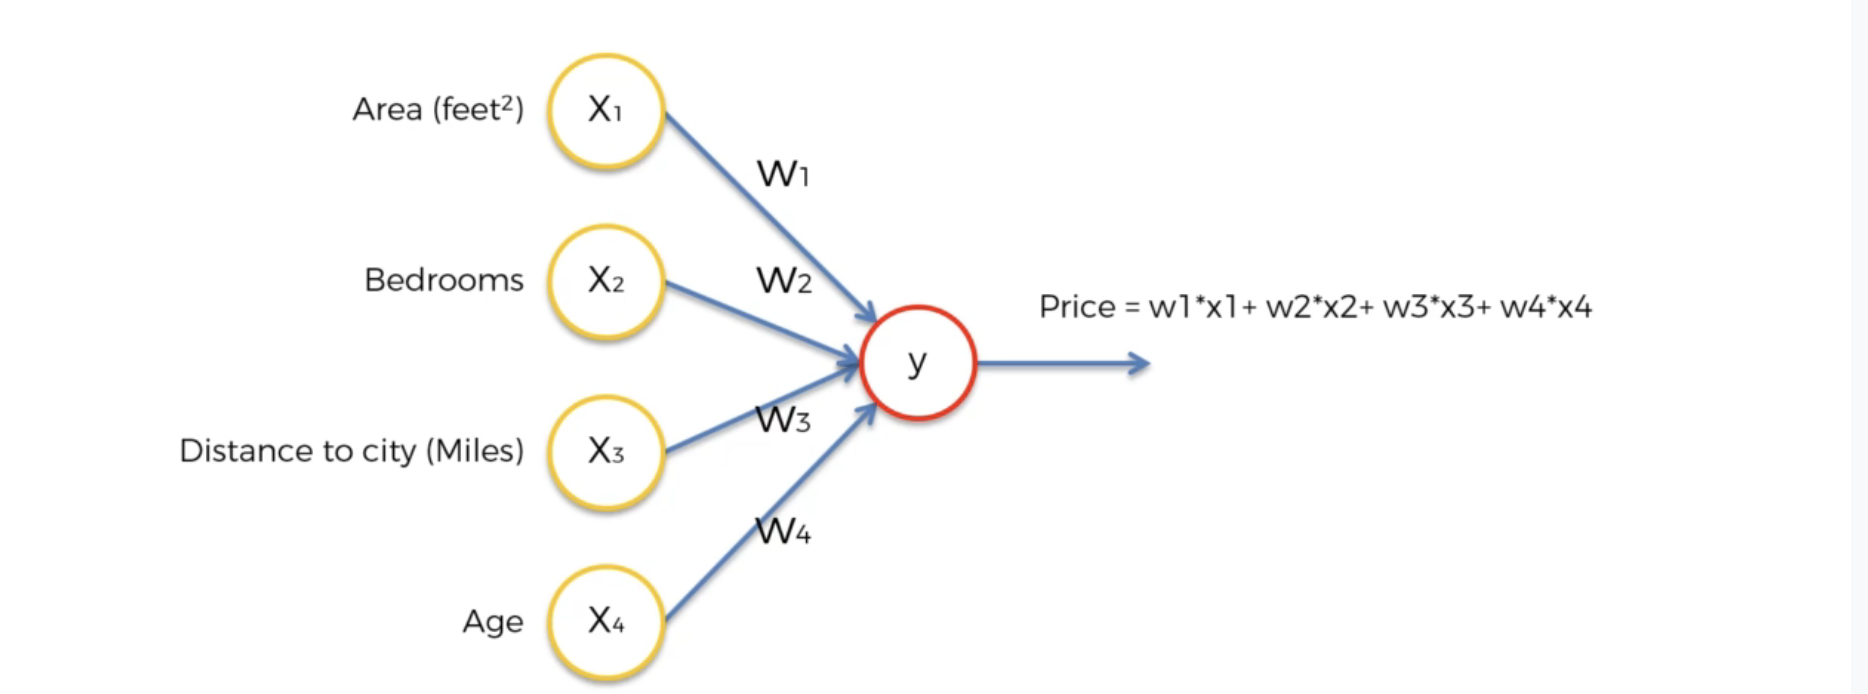 Area (feet²)
X₁
W₁
Bedrooms
X₂
W₂
Price = w1*x1+ w2*x2+ w3*x3+ w4*x4
y
Distance to city (Miles)
X₃
W₃
W₄
Age
X₄